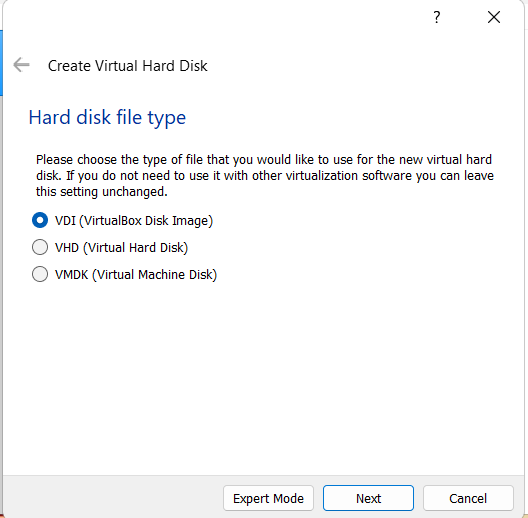 ?
Create Virtual Hard Disk
Hard disk file type
Please choose the type of file that you would like to use for the new virtual hard
disk. If you do not need to use it with other virtualization software you can leave
this setting unchanged.
VDI (VirtualBox Disk Image)
VHD (Virtual Hard Disk)
VMDK (Virtual Machine Disk)
Expert Mode Next Cancel